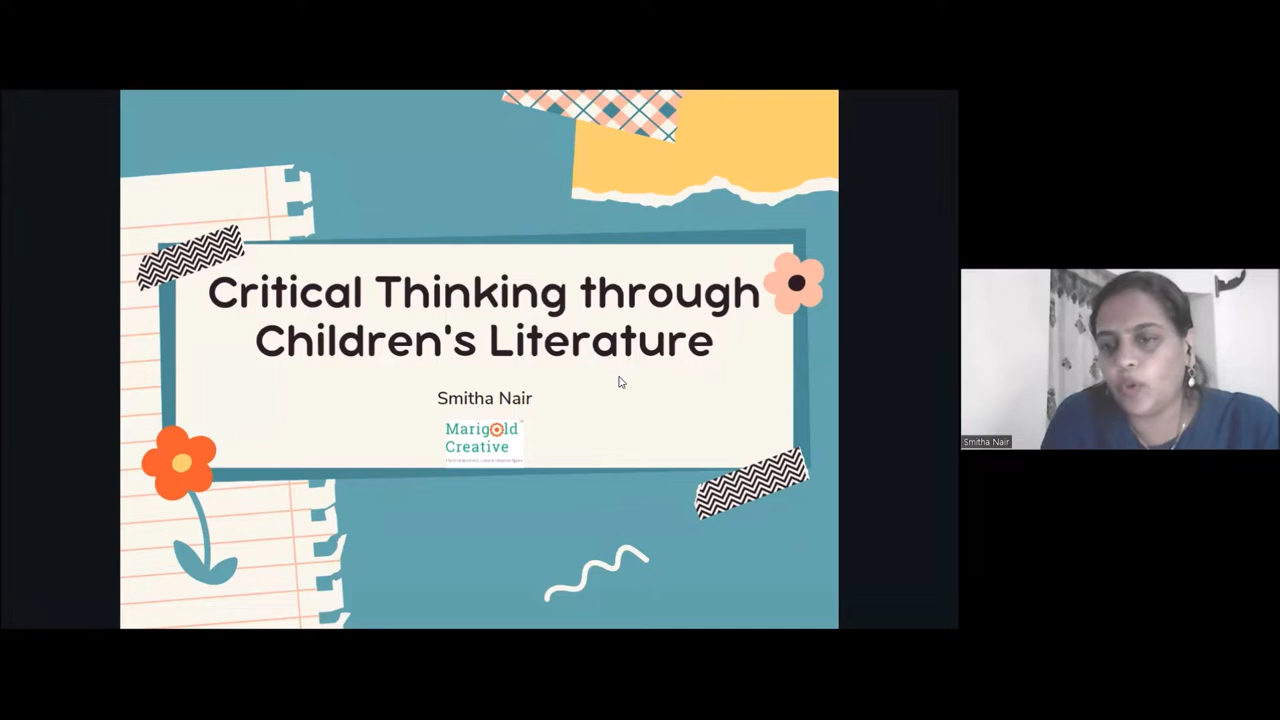 Critical Thinking through
Children's Literature
Smitha Nair
Marigold
Creative
Smitha Nair